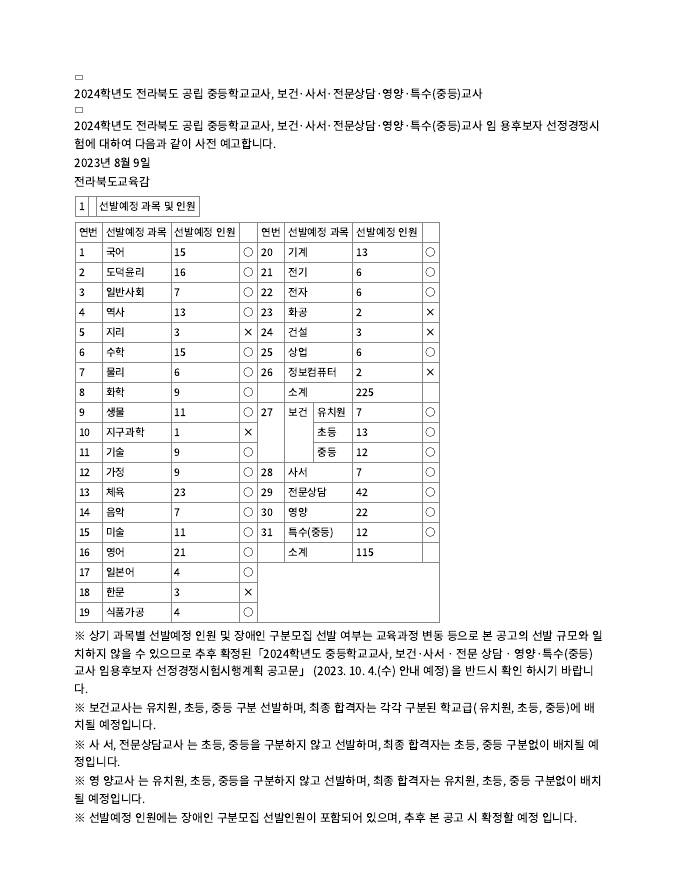 2024학년도 전라북도 공립 중등학교교사, 보건·사서·전문상담·영양·특수(중등)교사
2024학년도 전라북도 공립 중등학교교사, 보건·사서·전문상담·영양·특수(중등)교사 임 용후보자 선정경쟁시
험에 대하여 다음과 같이 사전 예고합니다.
2023년 8월 9일
전라북도교육감
1 선발예정 과목 및 인원
연번 선발예정 과목 선발예정 인원 연번 선발예정 과목 선발예정 인원
1 국어 15 ○ 20 기계 13 ○
2 도덕윤리 16 ○ 21 전기 6 ○
3 일반사회 7 ○ 22 전자 6 ○
4 역사 13 ○ 23 화공 2 ×
5 지리 3 × 24 건설 3 ×
6 수학 15 ○ 25 상업 6 ○
7 물리 6 ○ 26 정보컴퓨터 2 ×
8 화학 9 ○ 소계 225
9 생물 11 ○ 27 보건 유치원 7 ○
10 지구과학 1 × 초등 13 ○
11 기술 9 ○ 중등 12 ○
12 가정 9 ○ 28 사서 7 ○
13 체육 23 ○ 29 전문상담 42 ○
14 음악 7 ○ 30 영양 22 ○
15 미술 11 ○ 31 특수(중등) 12 ○
16 영어 21 ○ 소계 115
17 일본어 4 ○
18 한문 3 ×
19 식품가공 4 ○
※ 상기 과목별 선발예정 인원 및 장애인 구분모집 선발 여부는 교육과정 변동 등으로 본 공고의 선발 규모와 일
치하지 않을 수 있으므로 추후 확정된 「2024학년도 중등학교교사, 보건·사서 · 전문 상담 · 영양·특수(중등)
교사 임용후보자 선정경쟁시험시행계획 공고문」 (2023. 10. 4.(수) 안내 예정) 을 반드시 확인 하시기 바랍니
다.
※ 보건교사는 유치원, 초등, 중등 구분 선발하며, 최종 합격자는 각각 구분된 학교급( 유치원, 초등, 중등)에 배
치될 예정입니다.
※ 사 서, 전문상담교사 는 초등, 중등을 구분하지 않고 선발하며, 최종 합격자는 초등, 중등 구분없이 배치될 예
정입니다.
※ 영 양교사 는 유치원, 초등, 중등을 구분하지 않고 선발하며, 최종 합격자는 유치원, 초등, 중등 구분없이 배치
될 예정입니다.
※ 선발예정 인원에는 장애인 구분모집 선발인원이 포함되어 있으며, 추후 본 공고 시 확정할 예정 입니다.